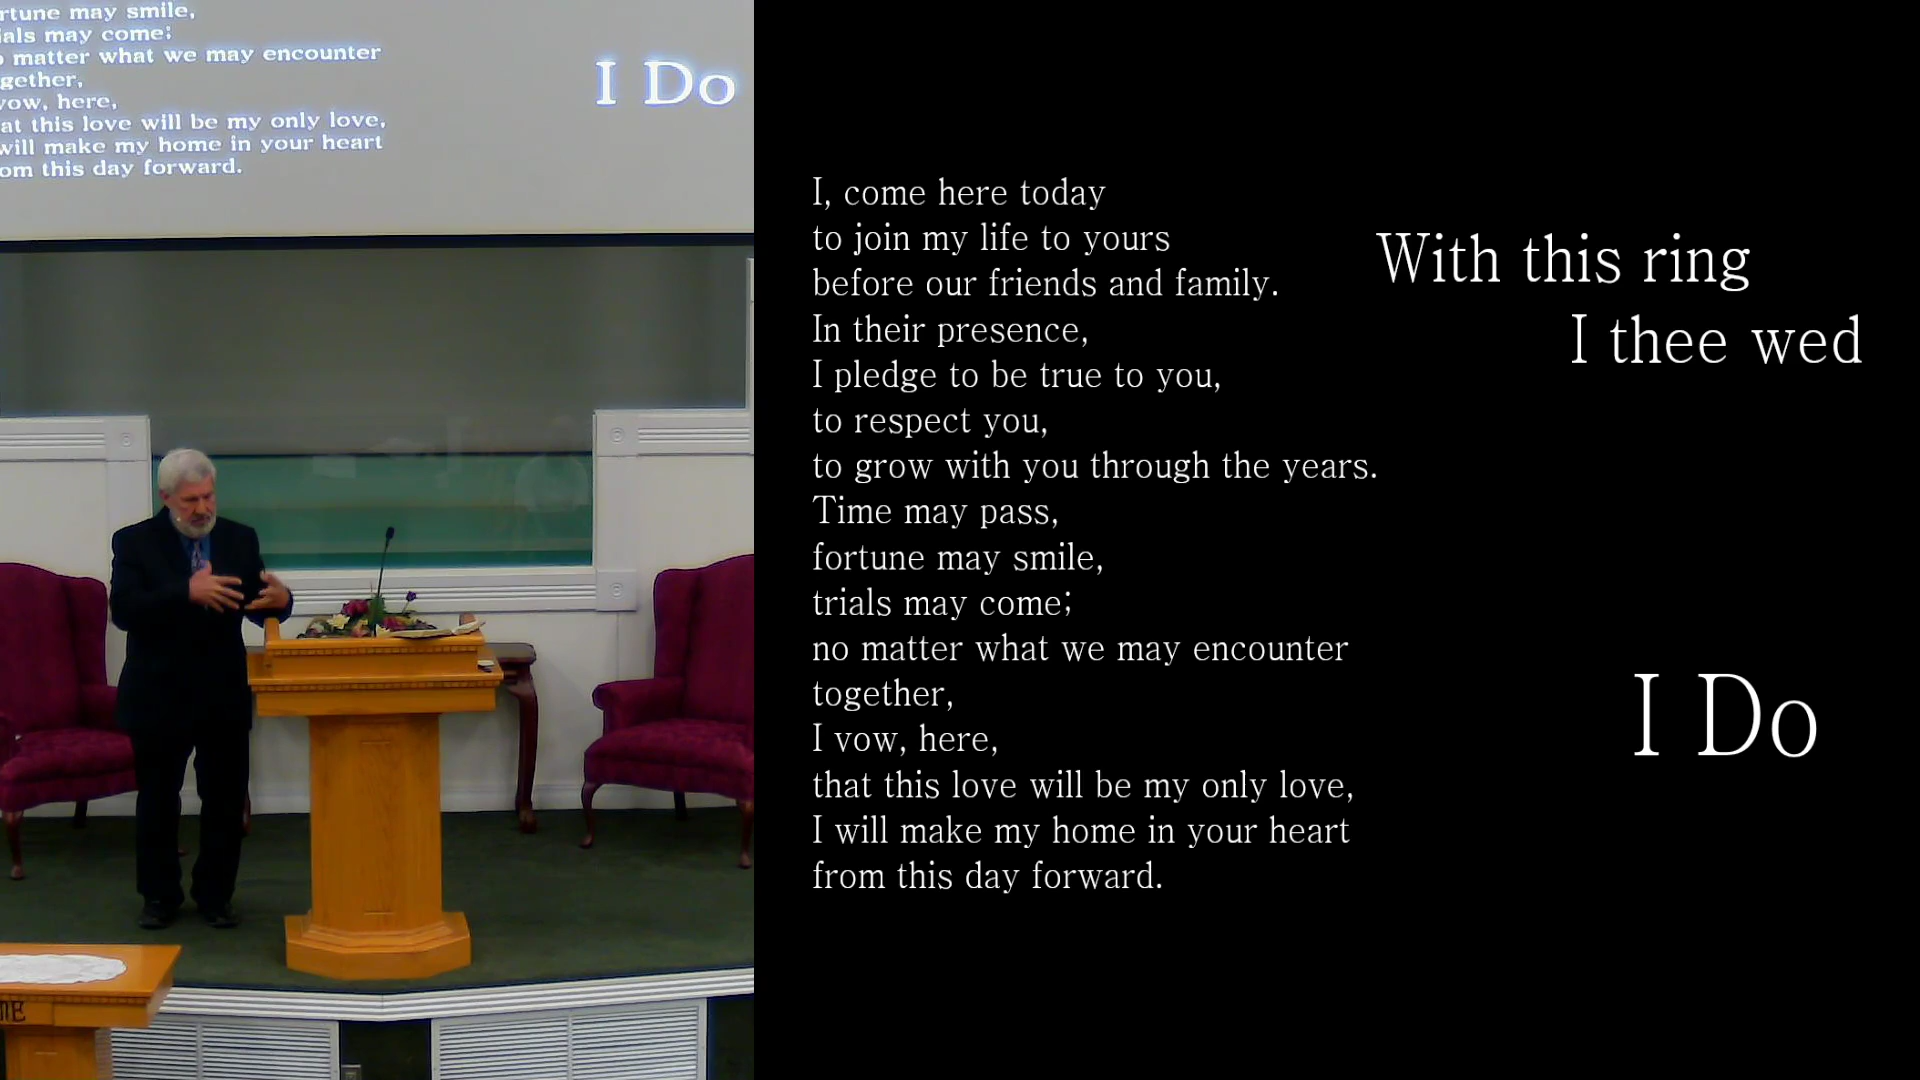 rtune may smile,
ials may come;
matter what we may encounter
gether,
vow, here,
at this love will be my only love,
will make my home in your heart
om this day forward.
I Do
I, come here today
to join my life to yours
before our friends and family.
In their presence,
I pledge to be true to you,
to respect you,
to grow with you through the years.
Time may pass,
fortune may smile,
trials may come;
no matter what we may encounter
together,
I vow, here,
that this love will be my only love,
I will make my home in your heart
from this day forward.
With this ring
I thee wed
I Do
ME